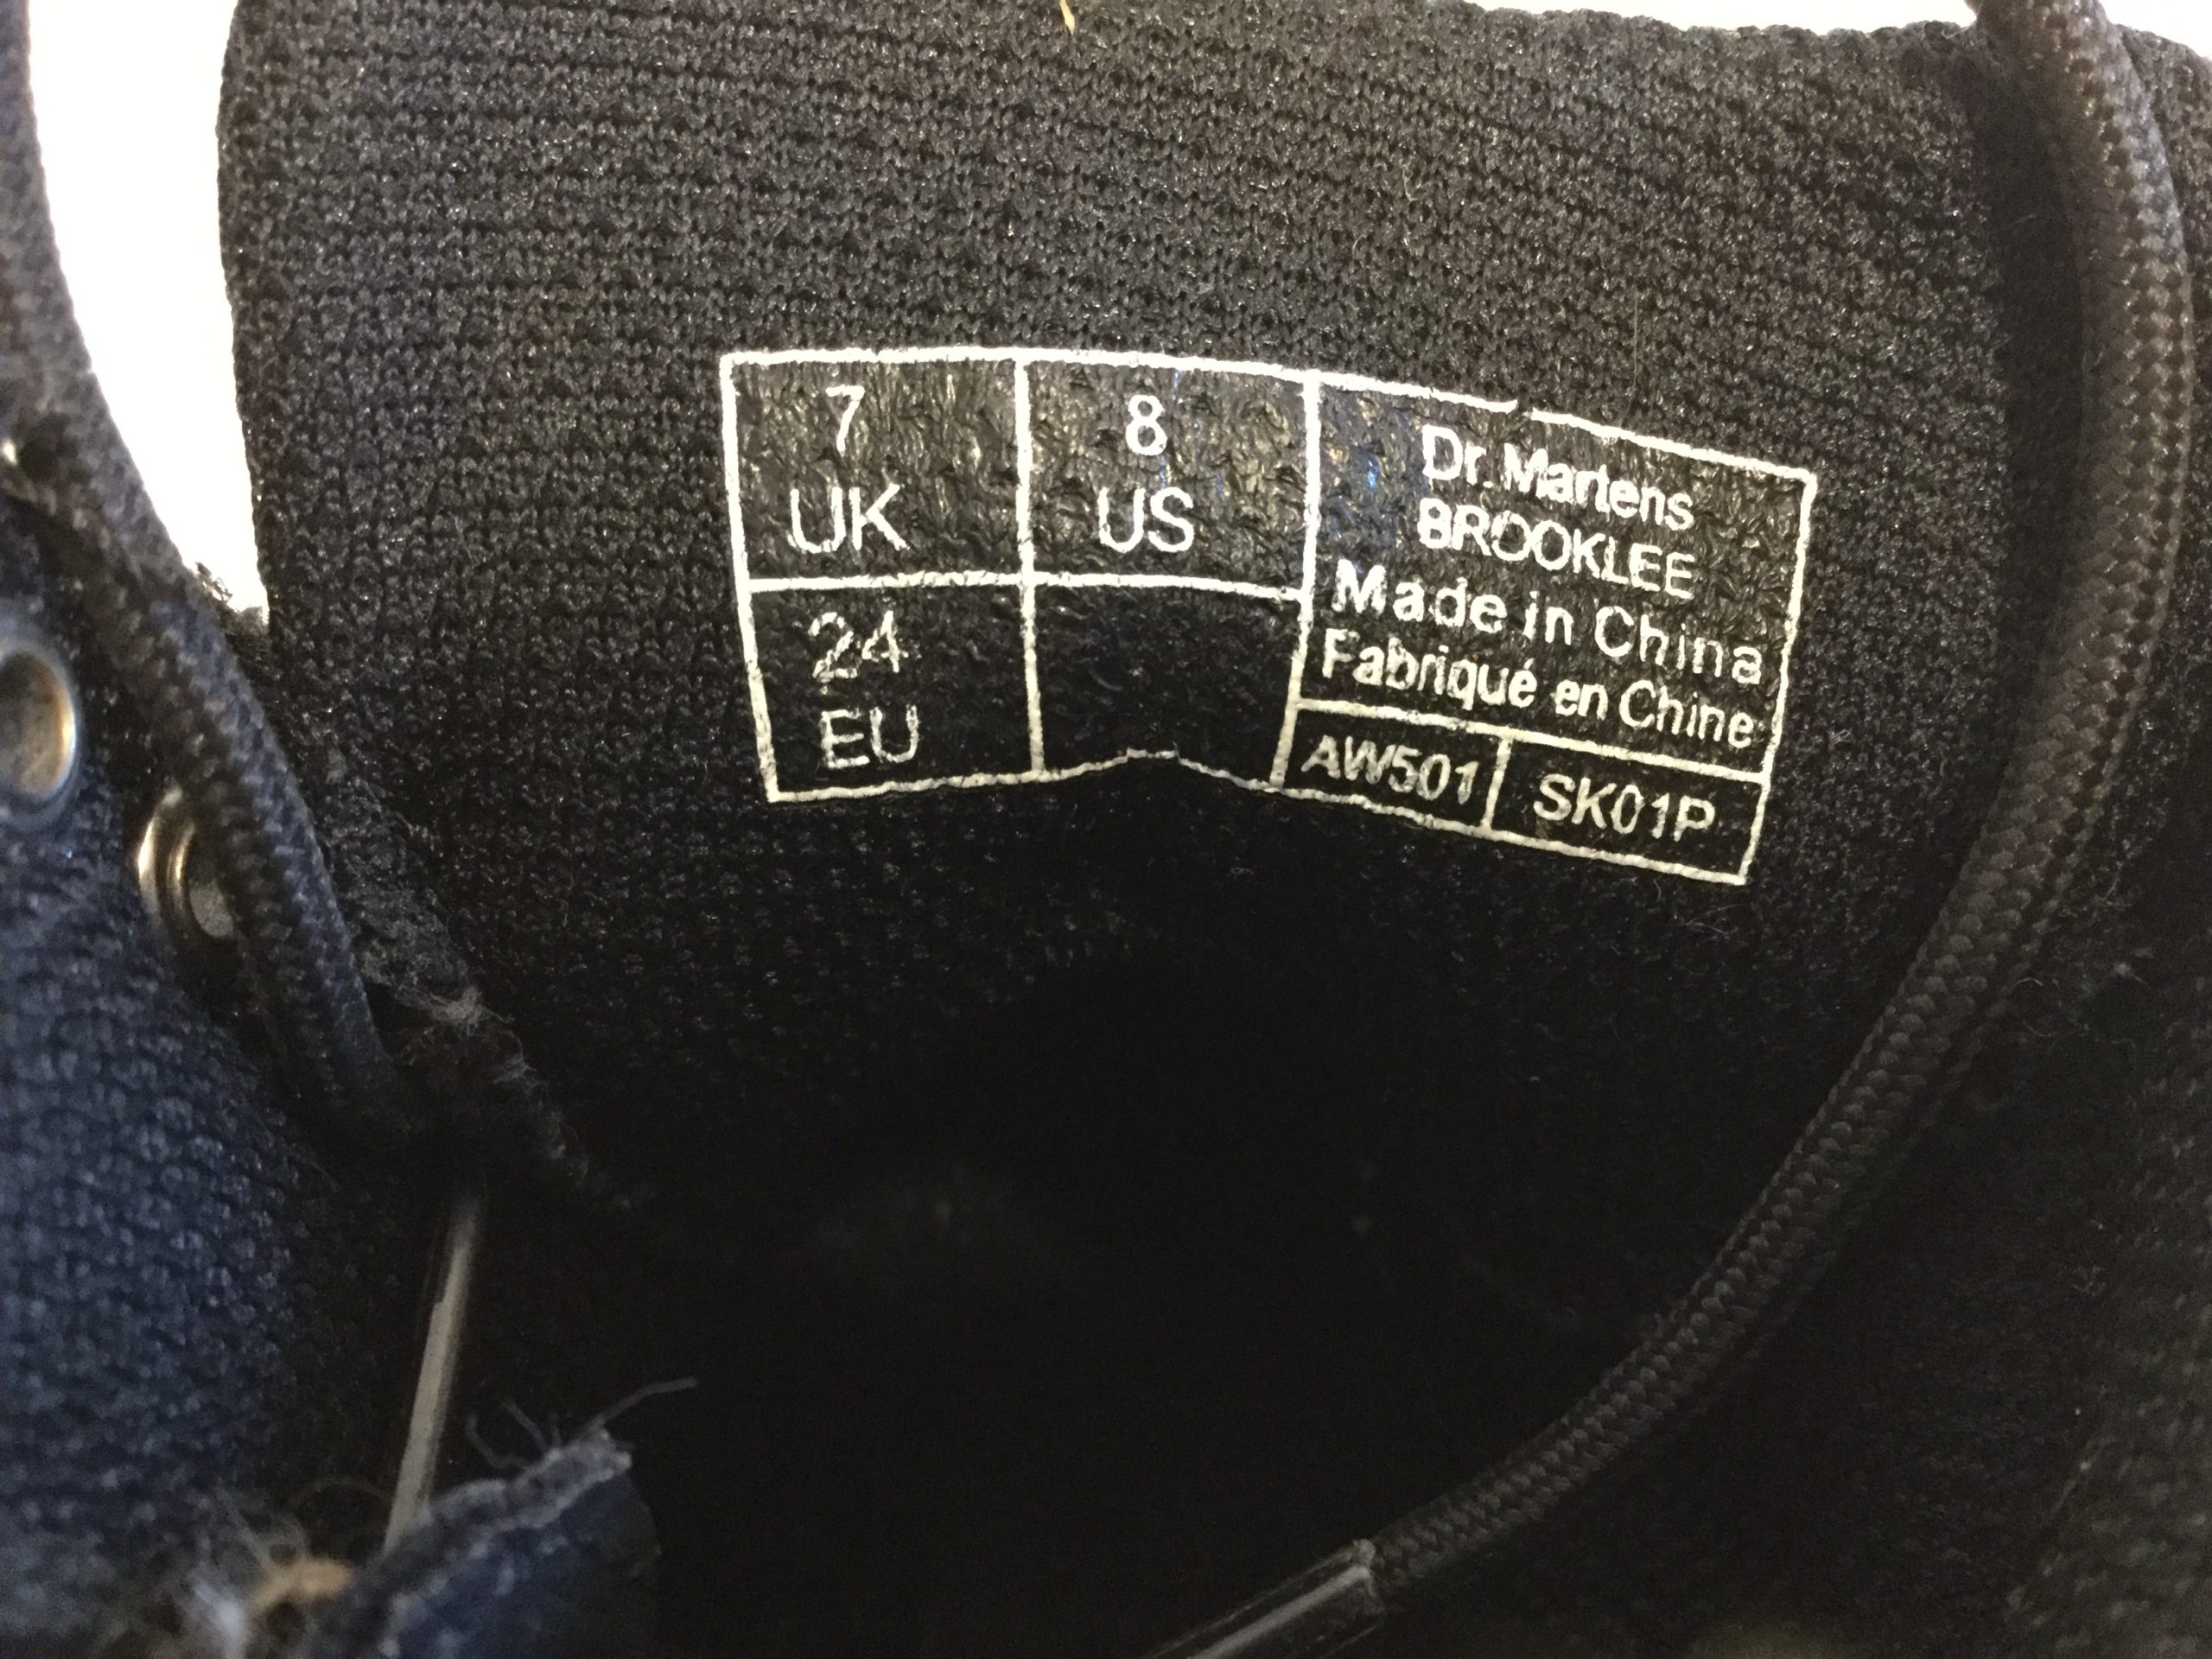 7
UK
8
US
24
EU
Dr. Martens
BROOKLEE
Made in China
Fabriqué en Chine
AW501
SK01P